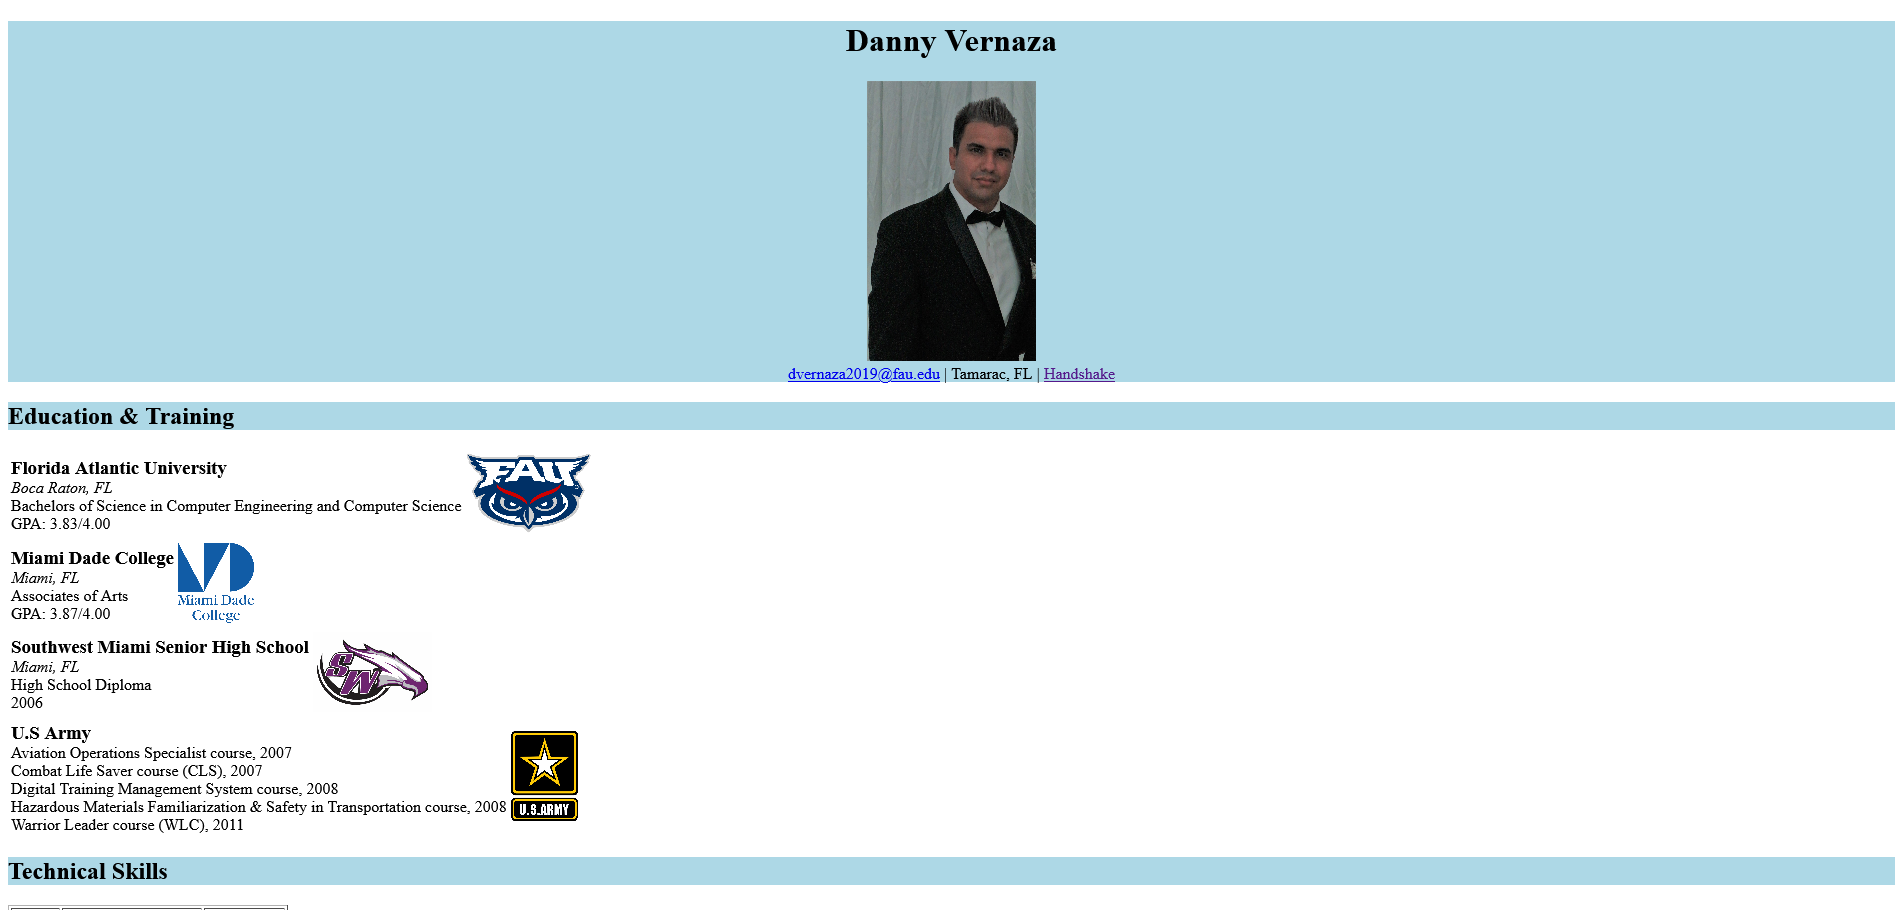 Danny Vernaza
dvernaza2019@fau.edu | Tamarac, FL | Handshake
Education & Training
Florida Atlantic University
Boca Raton, FL
Bachelors of Science in Computer Engineering and Computer Science
GPA: 3.83/4.00
FAU
Miami Dade College
Miami, FL
Associates of Arts
GPA: 3.87/4.00
MD
Miami Dade
College
Southwest Miami Senior High School
Miami, FL
High School Diploma
2006
SW
U.S Army
Aviation Operations Specialist course, 2007
Combat Life Saver course (CLS), 2007
Digital Training Management System course, 2008
Hazardous Materials Familiarization & Safety in Transportation course, 2008
Warrior Leader course (WLC), 2011
U.S.ARMY
Technical Skills